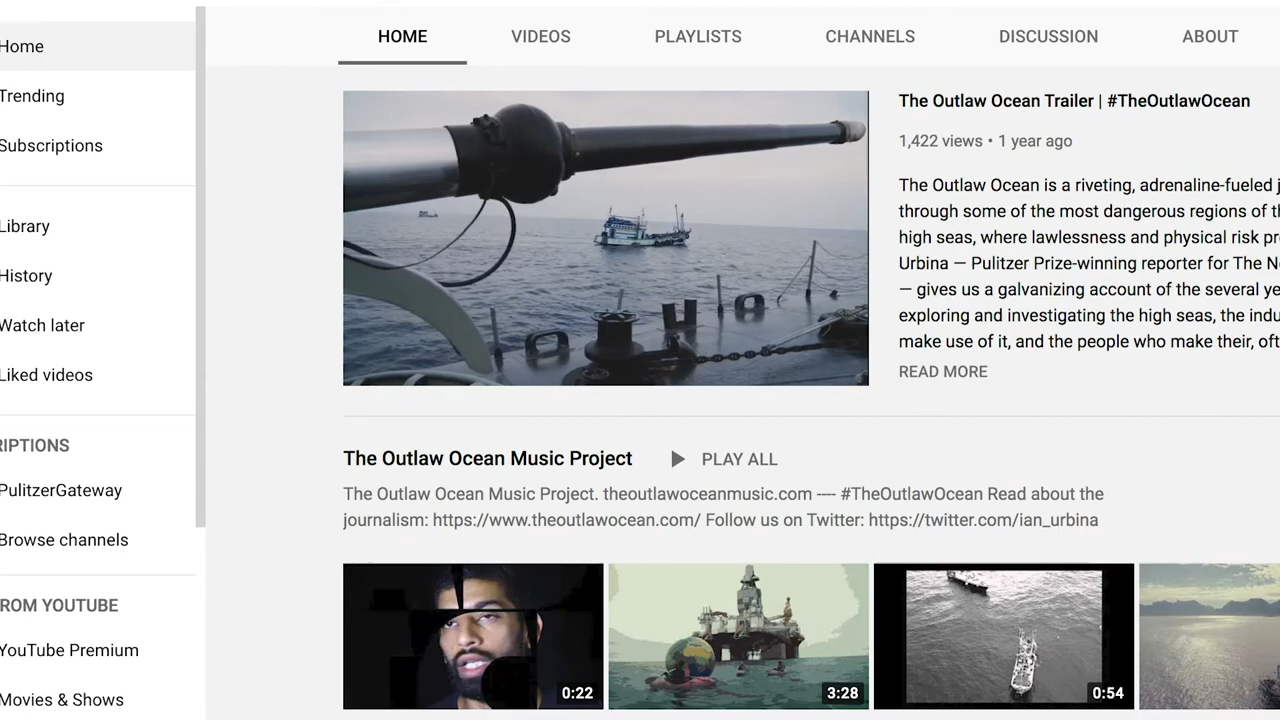 Home
Trending
Subscriptions
Library
History
Watch later
Liked videos
RIPTIONS
PulitzerGateway
Browse channels
ROM YOUTUBE
YouTube Premium
Movies & Shows
HOME VIDEOS PLAYLISTS CHANNELS DISCUSSION ABOUT
The Outlaw Ocean Trailer | #TheOutlawOcean
1,422 views • 1 year ago
The Outlaw Ocean is a riveting, adrenaline-fueled j
through some of the most dangerous regions of th
high seas, where lawlessness and physical risk pr
Urbina — Pulitzer Prize-winning reporter for The Ne
— gives us a galvanizing account of the several ye
exploring and investigating the high seas, the indu
make use of it, and the people who make their, oft
READ MORE
The Outlaw Ocean Music Project PLAY ALL
The Outlaw Ocean Music Project. theoutlawoceanmusic.com ---- #TheOutlawOcean Read about the
journalism: https://www.theoutlawocean.com/ Follow us on Twitter: https://twitter.com/ian_urbina
0:22 3:28 0:54